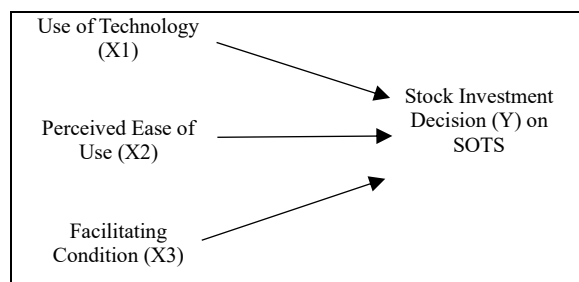 Use of Technology
(X1)
Perceived Ease of
Use (X2)
Facilitating
Condition (X3)
Stock Investment
Decision (Y) on
SOTS